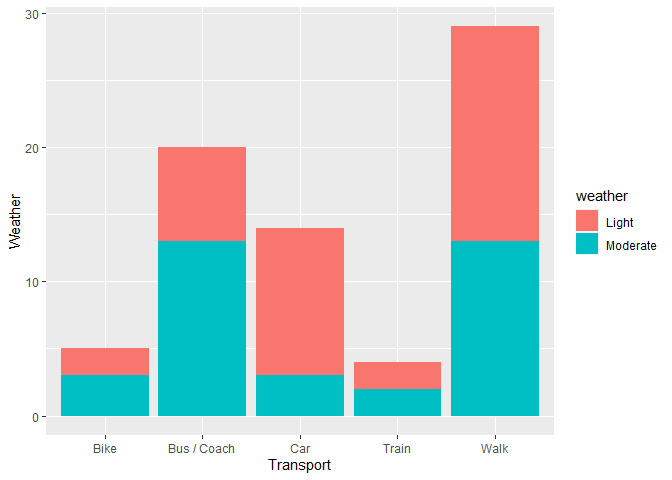 30
20
10
0
Weather
Bike Bus / Coach Car Train Walk
Transport
weather
Light
Moderate